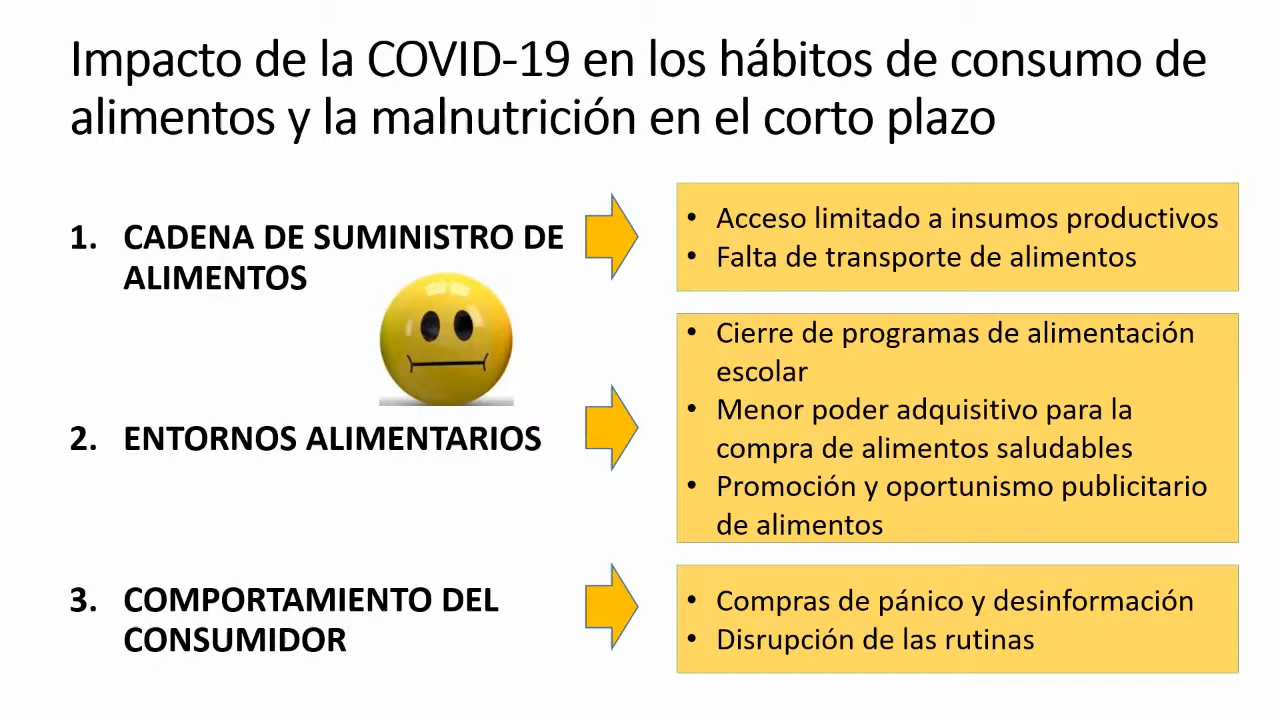 Impacto de la COVID-19 en los hábitos de consumo de
alimentos y la malnutrición en el corto plazo
1. CADENA DE SUMINISTRO DE
ALIMENTOS
• Acceso limitado a insumos productivos
• Falta de transporte de alimentos
2. ENTORNOS ALIMENTARIOS
• Cierre de programas de alimentación
escolar
• Menor poder adquisitivo para la
compra de alimentos saludables
• Promoción y oportunismo publicitario
de alimentos
3. COMPORTAMIENTO DEL
CONSUMIDOR
• Compras de pánico y desinformación
• Disrupción de las rutinas